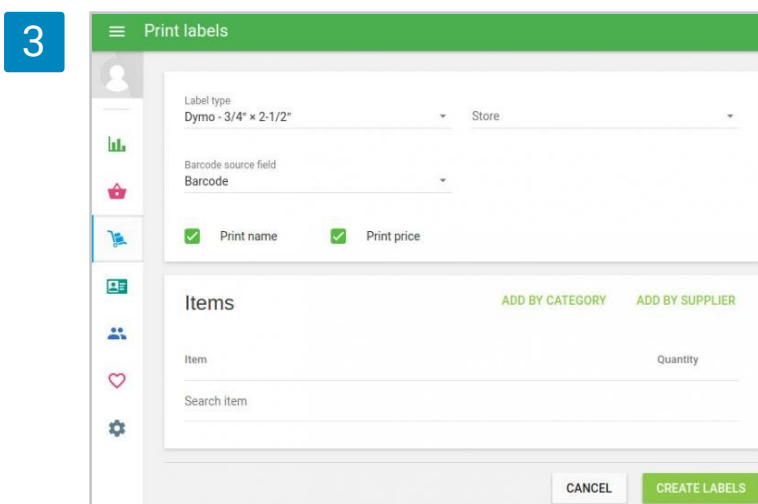 3
Print labels
Label type
Dymo - 3/4" × 2-1/2"
Store
Barcode source field
Barcode
Print name
Print price
Items
ADD BY CATEGORY
ADD BY SUPPLIER
Item
Quantity
Search item
CANCEL
CREATE LABELS